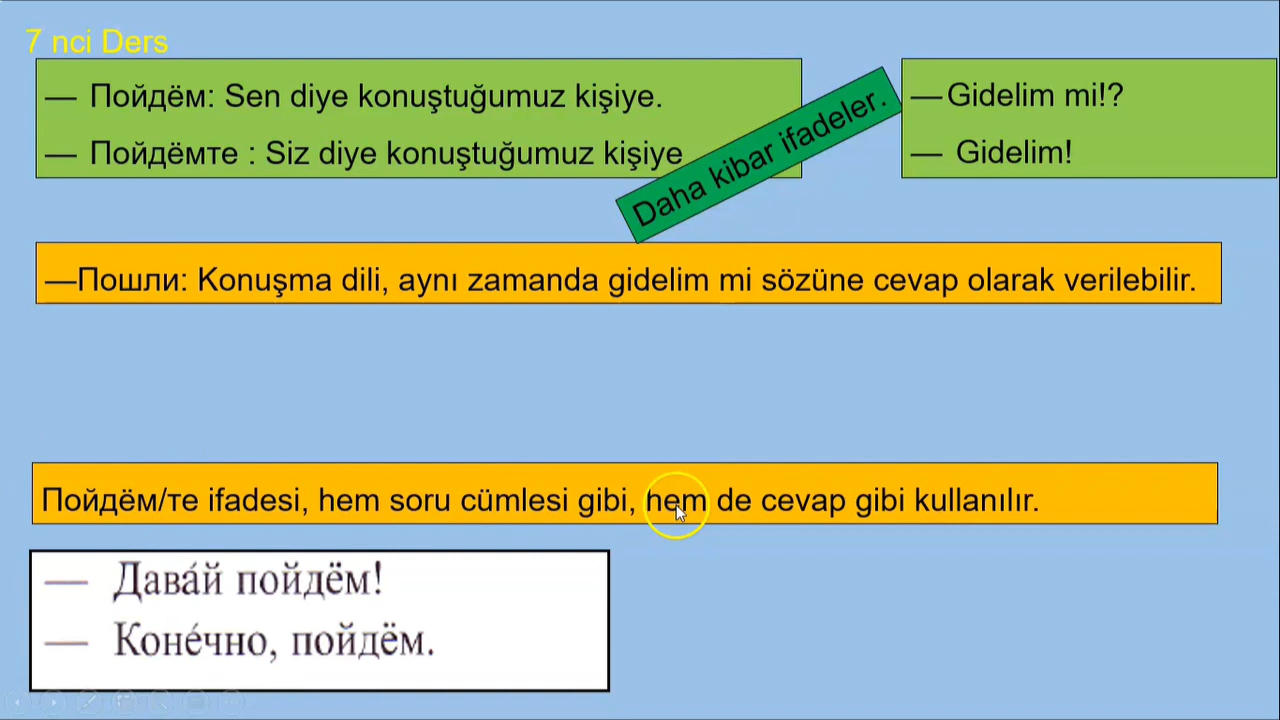 7 nci Ders
— Пойдём: Sen diye konuştuğumuz kişiye.
— Пойдёмте : Siz diye konuştuğumuz kişiye
Daha kibar ifadeler.
— Gidelim mi!?
— Gidelim!
—Пошли: Konuşma dili, aynı zamanda gidelim mi sözüne cevap olarak verilebilir.
Пойдём/те ifadesi, hem soru cümlesi gibi, hem de cevap gibi kullanılır.
— Дава́й пойдём!
— Коне́чно, пойдём.